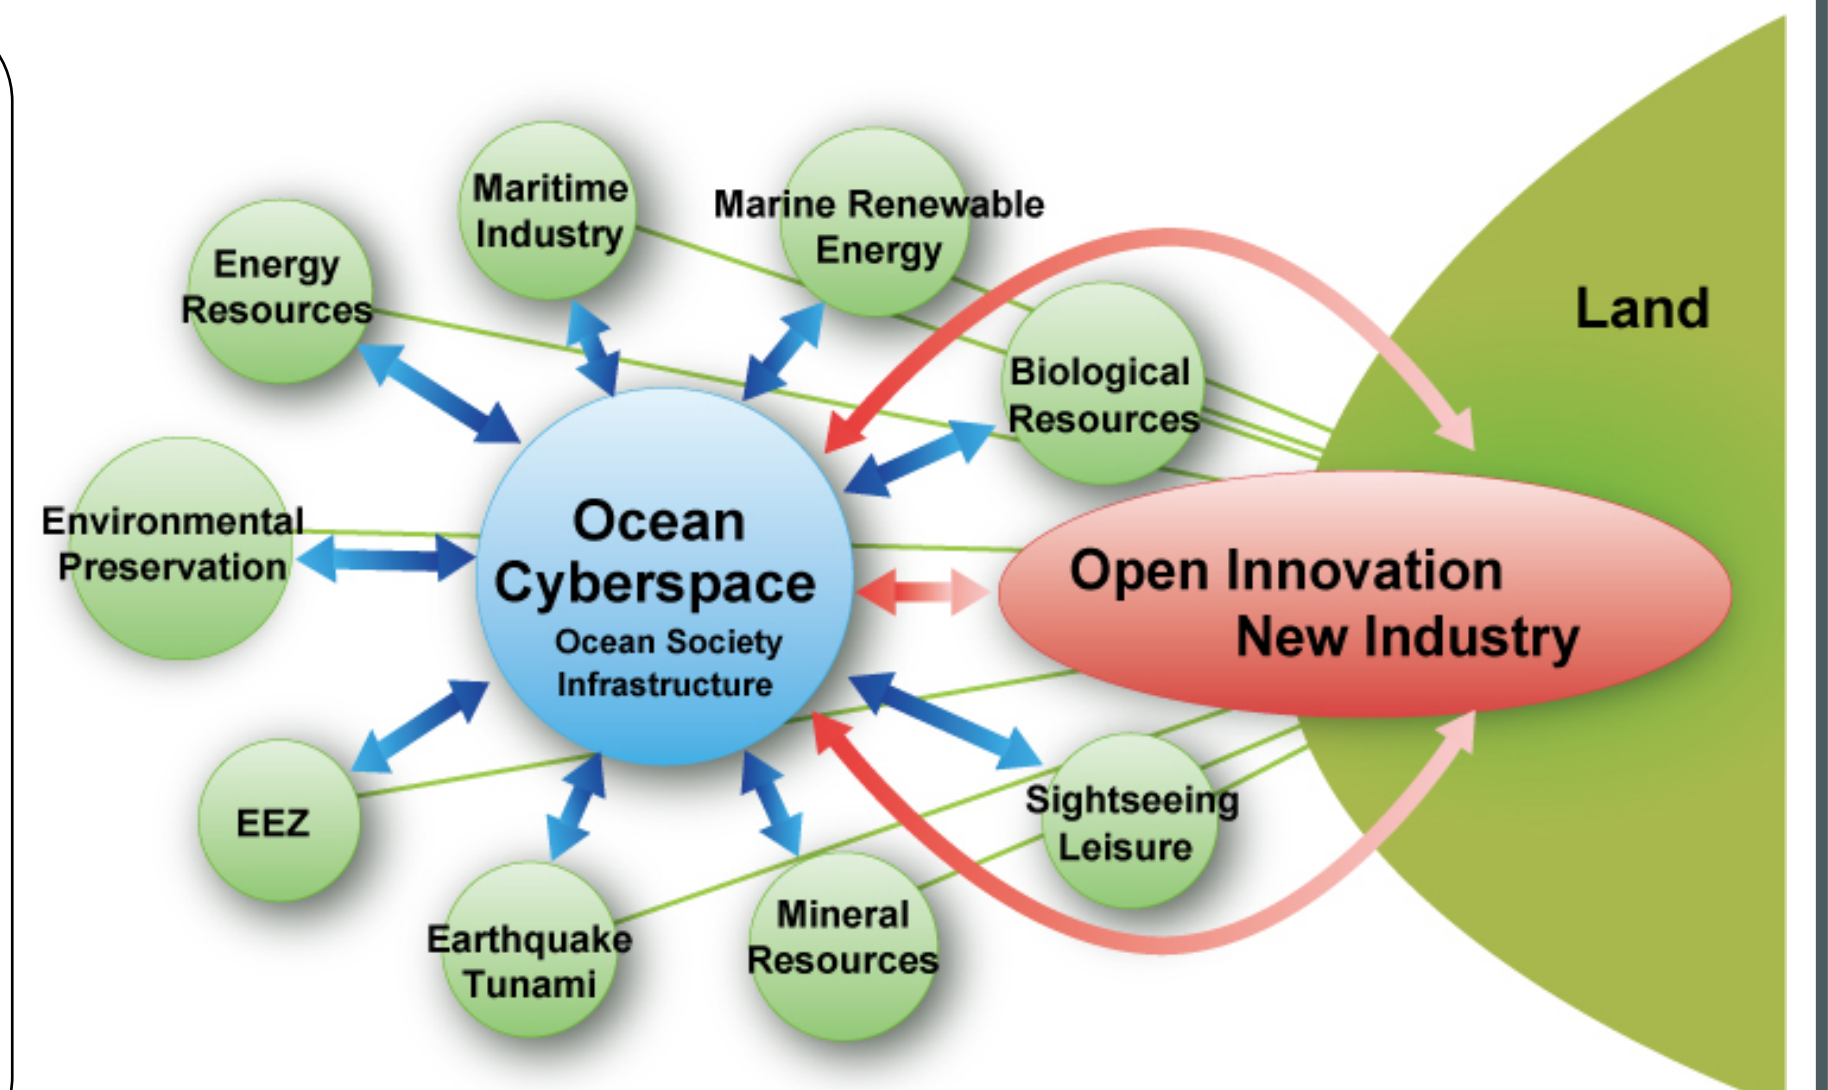 Maritime
Industry
Marine Renewable
Energy
Energy
Resources
Land
Biological
Resources
Environmental
Preservation
Ocean
Cyberspace
Ocean Society
Infrastructure
Open Innovation
New Industry
EEZ
Sightseeing
Leisure
Earthquake
Tunami
Mineral
Resources